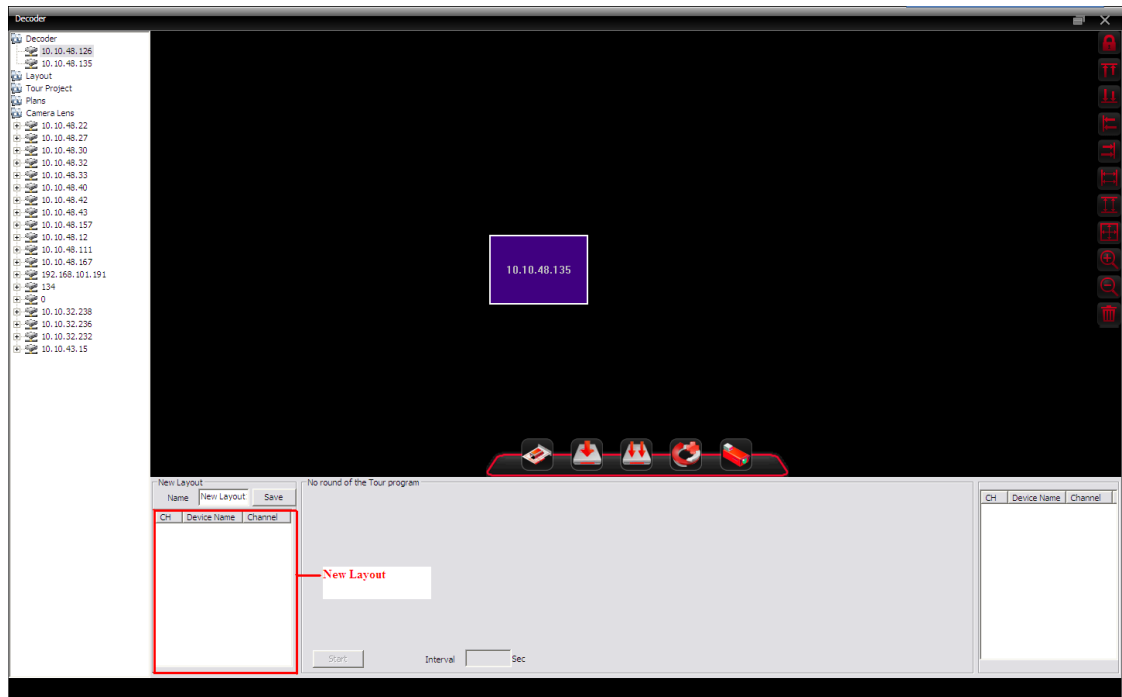 Decoder
Decoder
10.10.48.126
10.10.48.135
Layout
Tour Project
Plans
Camera Lens
10.10.48.22
10.10.48.27
10.10.48.30
10.10.48.32
10.10.48.33
10.10.48.40
10.10.48.42
10.10.48.43
10.10.48.157
10.10.48.12
10.10.48.111
10.10.48.167
192.168.101.191
134
0
10.10.32.238
10.10.32.236
10.10.32.232
10.10.43.15
10.10.48.135
New Layout
Name New Layout Save
CH Device Name Channel
No round of the Tour program
New Layout
Start Interval Sec
CH Device Name Channel